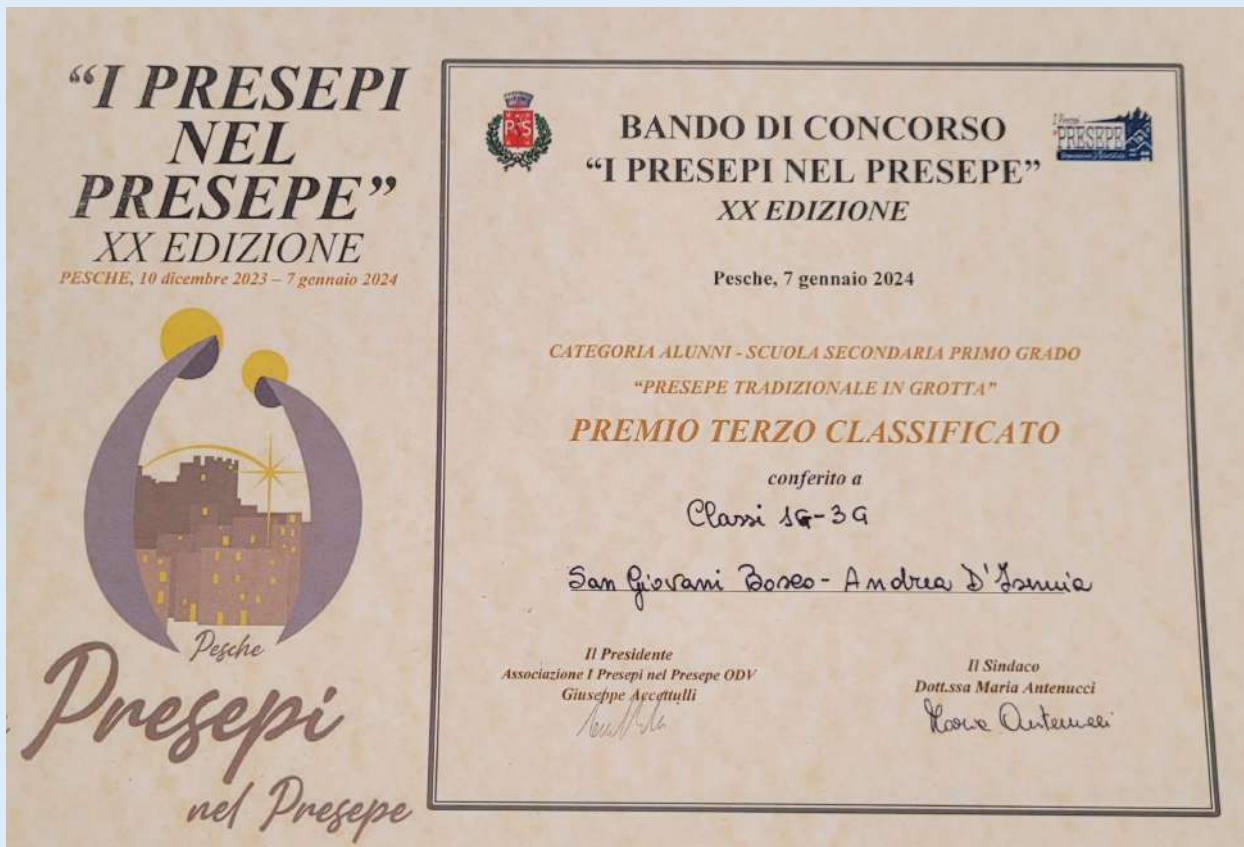 “I PRESEPI
NEL
PRESEPE”
XX EDIZIONE
PESCHE, 10 dicembre 2023 – 7 gennaio 2024
Pesche
Presepi
nel Presepe
PS
PRESEPE
BANDO DI CONCORSO
“I PRESEPI NEL PRESEPE”
XX EDIZIONE
Pesche, 7 gennaio 2024
CATEGORIA ALUNNI - SCUOLA SECONDARIA PRIMO GRADO
“PRESEPE TRADIZIONALE IN GROTTA”
PREMIO TERZO CLASSIFICATO
conferito a
Classi 1G-3G
San Giovani Bosco - Andrea D'Isernia
Il Presidente
Associazione I Presepi nel Presepe ODV
Giuseppe Accettulli
Il Sindaco
Dott.ssa Maria Antenucci
Maria Antenucci